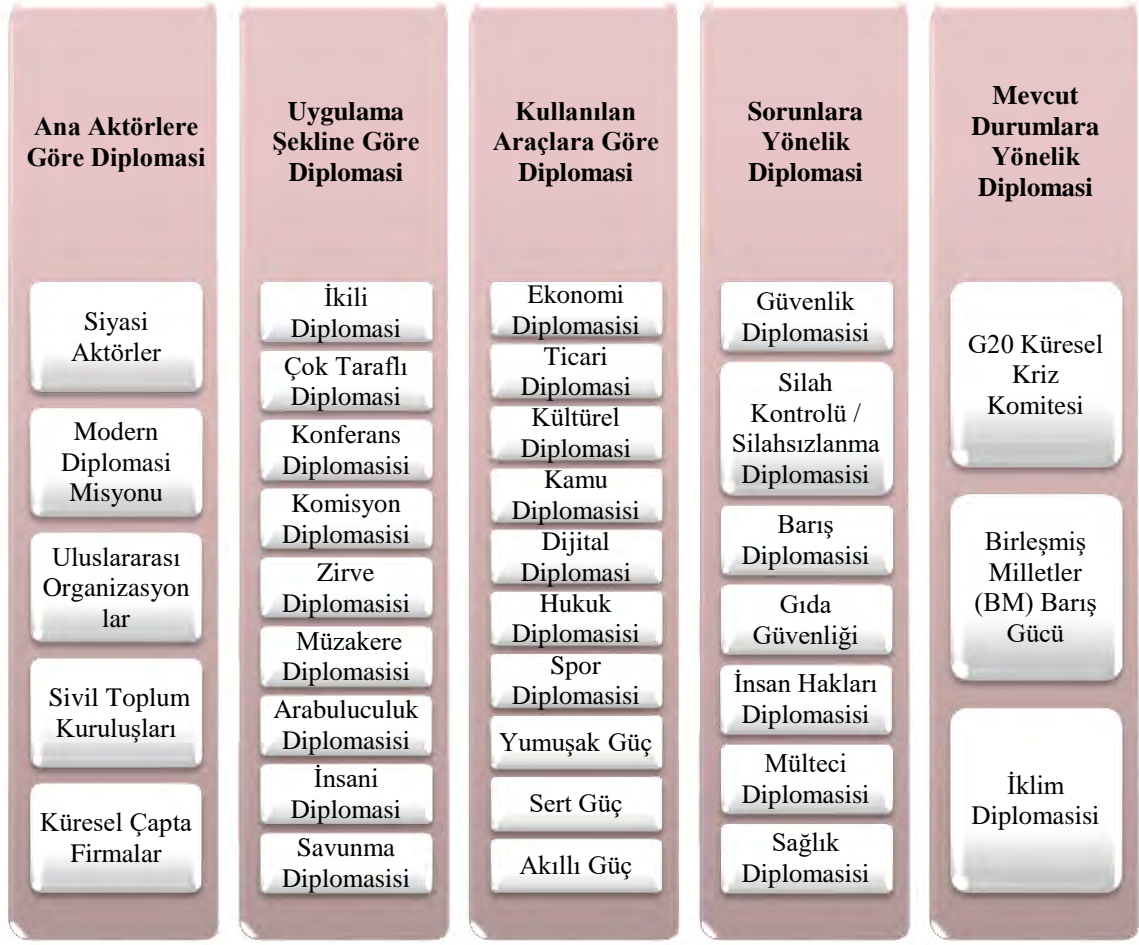 Ana Aktörlere
Göre Diplomasi
Siyasi
Aktörler
Modern
Diplomasi
Misyonu
Uluslararası
Organizasyon
lar
Sivil Toplum
Kuruluşları
Küresel Çapta
Firmalar
Uygulama
Şekline Göre
Diplomasi
İkili
Diplomasi
Çok Taraflı
Diplomasi
Konferans
Diplomasisi
Komisyon
Diplomasisi
Zirve
Diplomasisi
Müzakere
Diplomasisi
Arabuluculuk
Diplomasisi
İnsani
Diplomasi
Savunma
Diplomasisi
Kullanılan
Araçlara Göre
Diplomasi
Ekonomi
Diplomasisi
Ticari
Diplomasi
Kültürel
Diplomasi
Kamu
Diplomasisi
Dijital
Diplomasi
Hukuk
Diplomasisi
Spor
Diplomasisi
Yumuşak Güç
Sert Güç
Akıllı Güç
Sorunlara
Yönelik
Diplomasi
Güvenlik
Diplomasisi
Silah
Kontrolü /
Silahsızlanma
Diplomasisi
Barış
Diplomasisi
Gıda
Güvenliği
İnsan Hakları
Diplomasisi
Mülteci
Diplomasisi
Sağlık
Diplomasisi
Mevcut
Durumlara
Yönelik
Diplomasi
G20 Küresel
Kriz
Komitesi
Birleşmiş
Milletler
(BM) Barış
Gücü
İklim
Diplomasisi